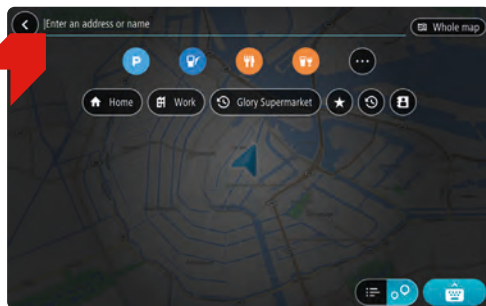 Enter an address or name
Whole map
P
Home
Work
Glory Supermarket